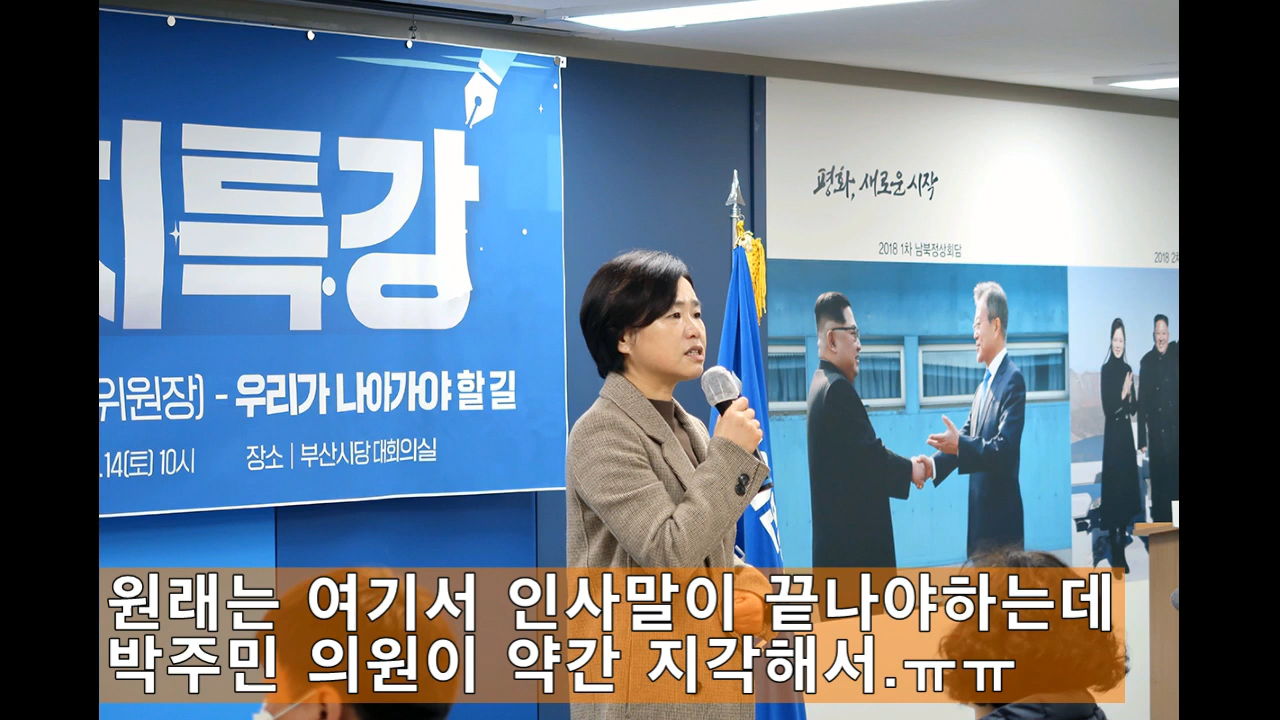 특·강
위원장) - 우리가 나아가야 할 길
.14(토) 10시 장소 | 부산시당 대회의실
평화, 새로운 시작
2018 1차 남북정상회담
2018 2차
원래는 여기서 인사말이 끝나야하는데
박주민 의원이 약간 지각해서.ㅠㅠ